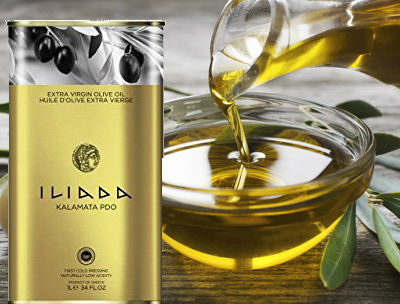 EXTRA VIRGIN OLIVE OIL
HUILE D'OLIVE EXTRA VIERGE
ILIADA
KALAMATA PDO
FIRST COLD PRESSING
NATURALLY LOW ACIDITY
PRODUCT OF GREECE
1L e 34 FL.OZ